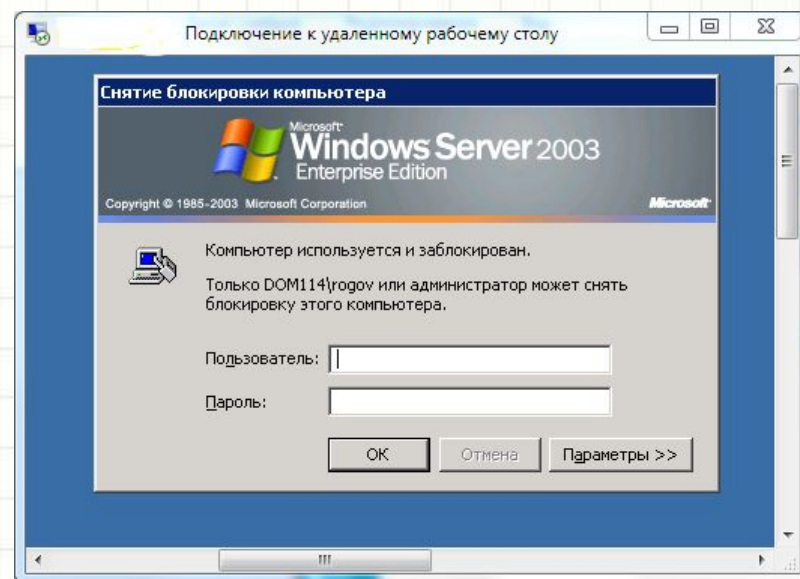 Подключение к удаленному рабочему столу
Снятие блокировки компьютера
Microsoft
Windows Server 2003
Enterprise Edition
Copyright © 1985-2003 Microsoft Corporation
Microsoft
Компьютер используется и заблокирован.
Только DOM114\rogov или администратор может снять
блокировку этого компьютера.
Пользователь:
Пароль:
ОК
Отмена
Параметры >>